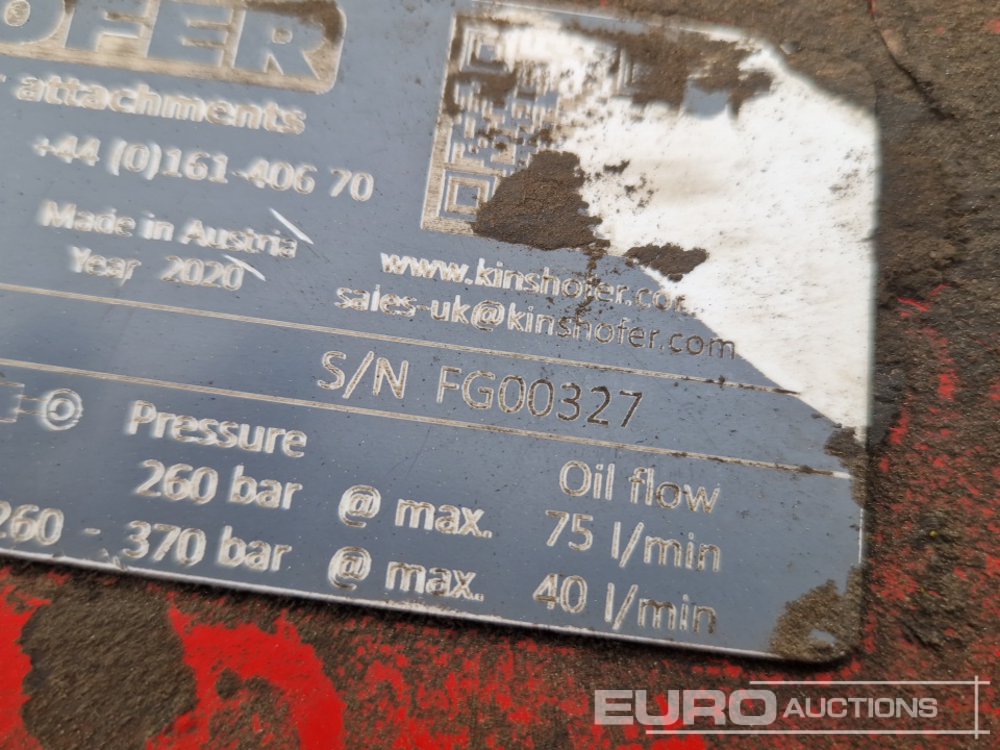 OFER
attachments
+44 (0)161 406 70
Made in Austria
Year 2020
www.kinshofer.co
sales-uk@kinshofer.com
S/N FG00327
Pressure Oil flow
260 bar @ max. 75 l/min
260 - 370 bar @ max. 40 l/min
EURO AUCTIONS